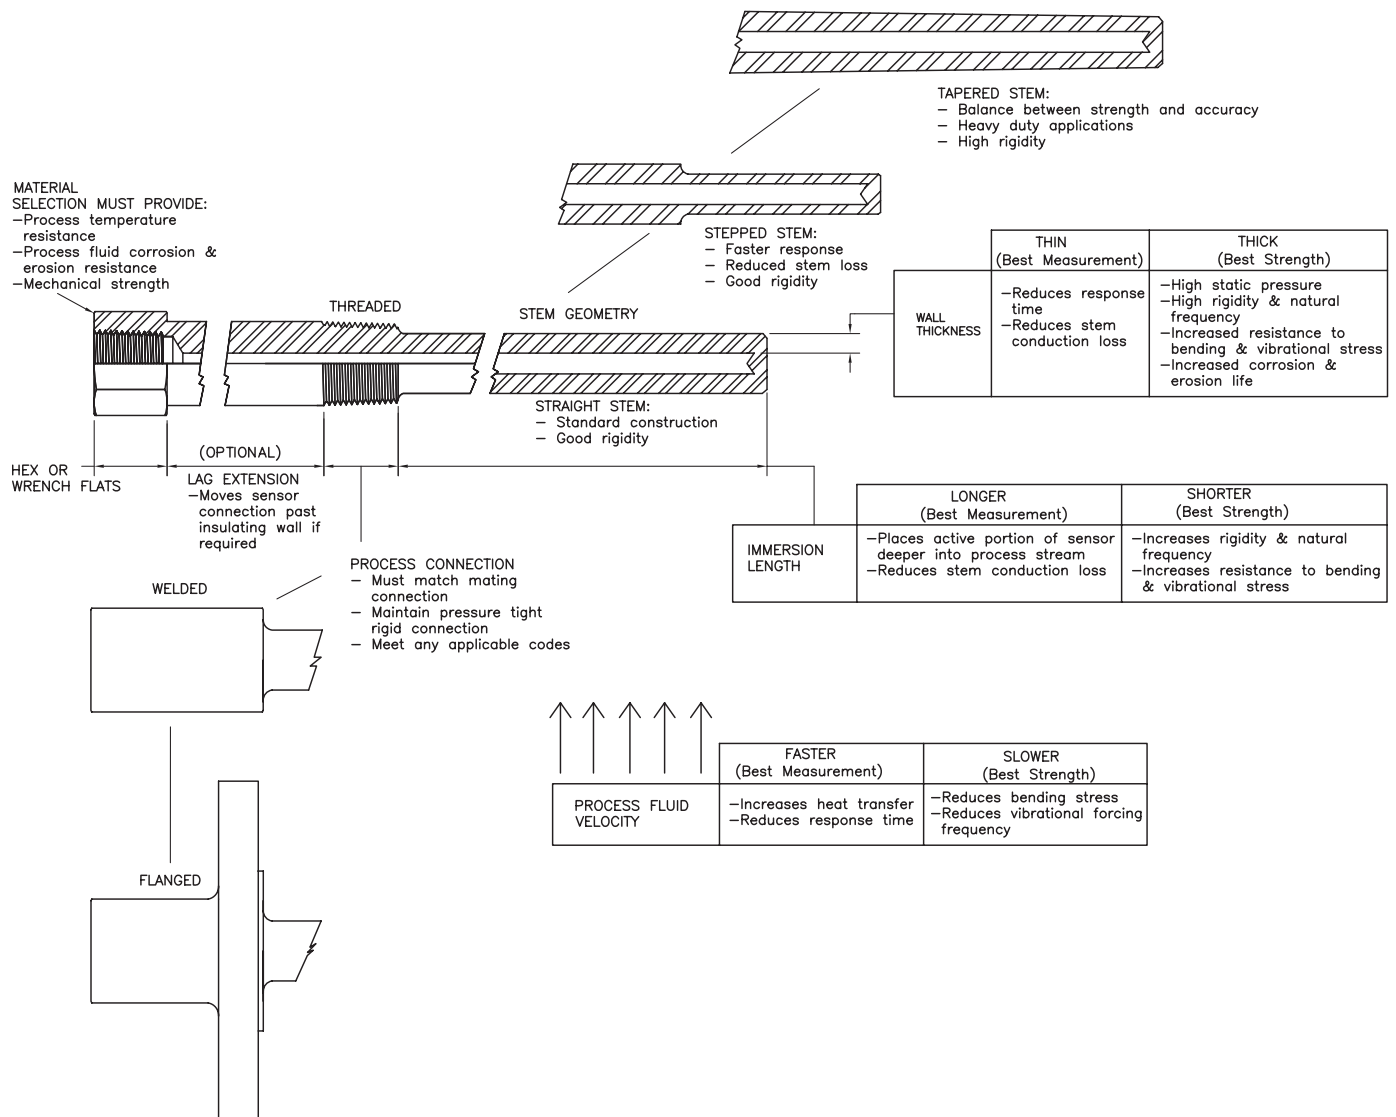 TAPERED STEM:
— Balance between strength and accuracy
— Heavy duty applications
— High rigidity
MATERIAL
SELECTION MUST PROVIDE:
—Process temperature
resistance
—Process fluid corrosion &
erosion resistance
—Mechanical strength
STEPPED STEM:
— Faster response
— Reduced stem loss
— Good rigidity
THREADED
STEM GEOMETRY
STRAIGHT STEM:
— Standard construction
— Good rigidity
THIN
(Best Measurement)
THICK
(Best Strength)
WALL
THICKNESS
—Reduces response
time
—Reduces stem
conduction loss
—High static pressure
—High rigidity & natural
frequency
—Increased resistance to
bending & vibrational stress
—Increased corrosion &
erosion life
HEX OR
WRENCH FLATS
(OPTIONAL)
LAG EXTENSION
—Moves sensor
connection past
insulating wall if
required
LONGER
(Best Measurement)
SHORTER
(Best Strength)
IMMERSION
LENGTH
—Places active portion of sensor
deeper into process stream
—Reduces stem conduction loss
—Increases rigidity & natural
frequency
—Increases resistance to bending
& vibrational stress
PROCESS CONNECTION
— Must match mating
connection
— Maintain pressure tight
rigid connection
— Meet any applicable codes
WELDED
FASTER
(Best Measurement)
SLOWER
(Best Strength)
PROCESS FLUID
VELOCITY
—Increases heat transfer
—Reduces response time
—Reduces bending stress
—Reduces vibrational forcing
frequency
FLANGED